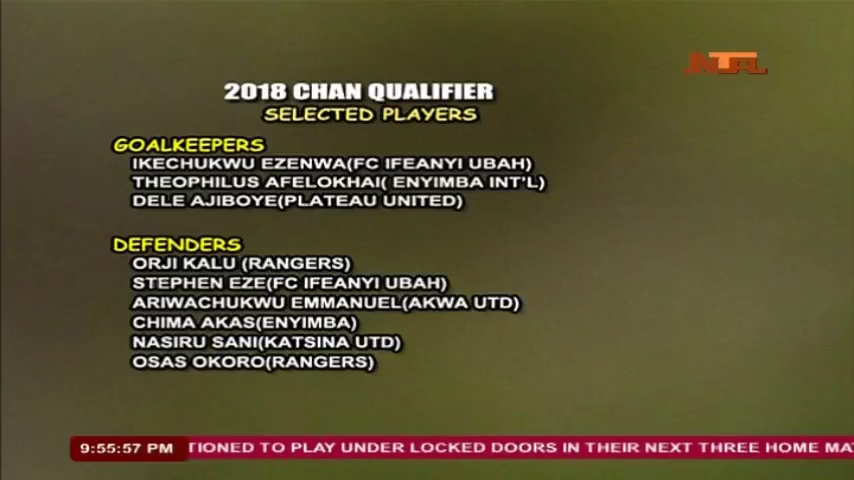 2018 CHAN QUALIFIER
SELECTED PLAYERS
GOALKEEPERS
IKECHUKWU EZENWA(FC IFEANYI UBAH)
THEOPHILUS AFELOKHAI( ENYIMBA INT'L)
DELE AJIBOYE(PLATEAU UNITED)
DEFENDERS
ORJI KALU (RANGERS)
STEPHEN EZE(FC IFEANYI UBAH)
ARIWACHUKWU EMMANUEL(AKWA UTD)
CHIMA AKAS(ENYIMBA)
NASIRU SANI(KATSINA UTD)
OSAS OKORO(RANGERS)
9:55:57 PM TIONED TO PLAY UNDER LOCKED DOORS IN THEIR NEXT THREE HOME MA